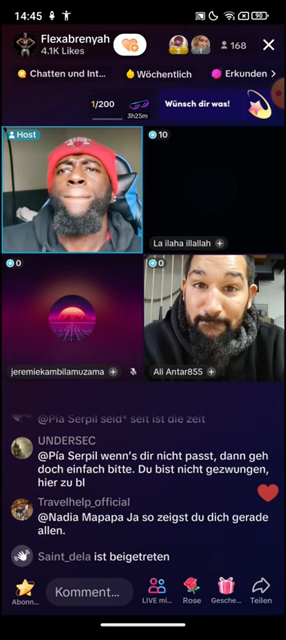 14:45
90
Flexabrenyah
4.1K Likes
168
Chatten und Int...
Wöchentlich
Erkunden
1/200
3h25m
Wünsch dir was!
Host
10
La ilaha illallah
0
0
jeremiekambilamuzama
Ali Antar855
@Pia Serpil seid* seit ist die zeit
UNDERSEC
@Pía Serpil wenn's dir nicht passt, dann geh
doch einfach bitte. Du bist nicht gezwungen,
hier zu bl
Travelhelp_official
@Nadia Mapapa Ja so zeigst du dich gerade
allen.
Saint_dela ist beigetreten
Abonn...
Komment...
LIVE mi...
Rose
Gesche...
Teilen